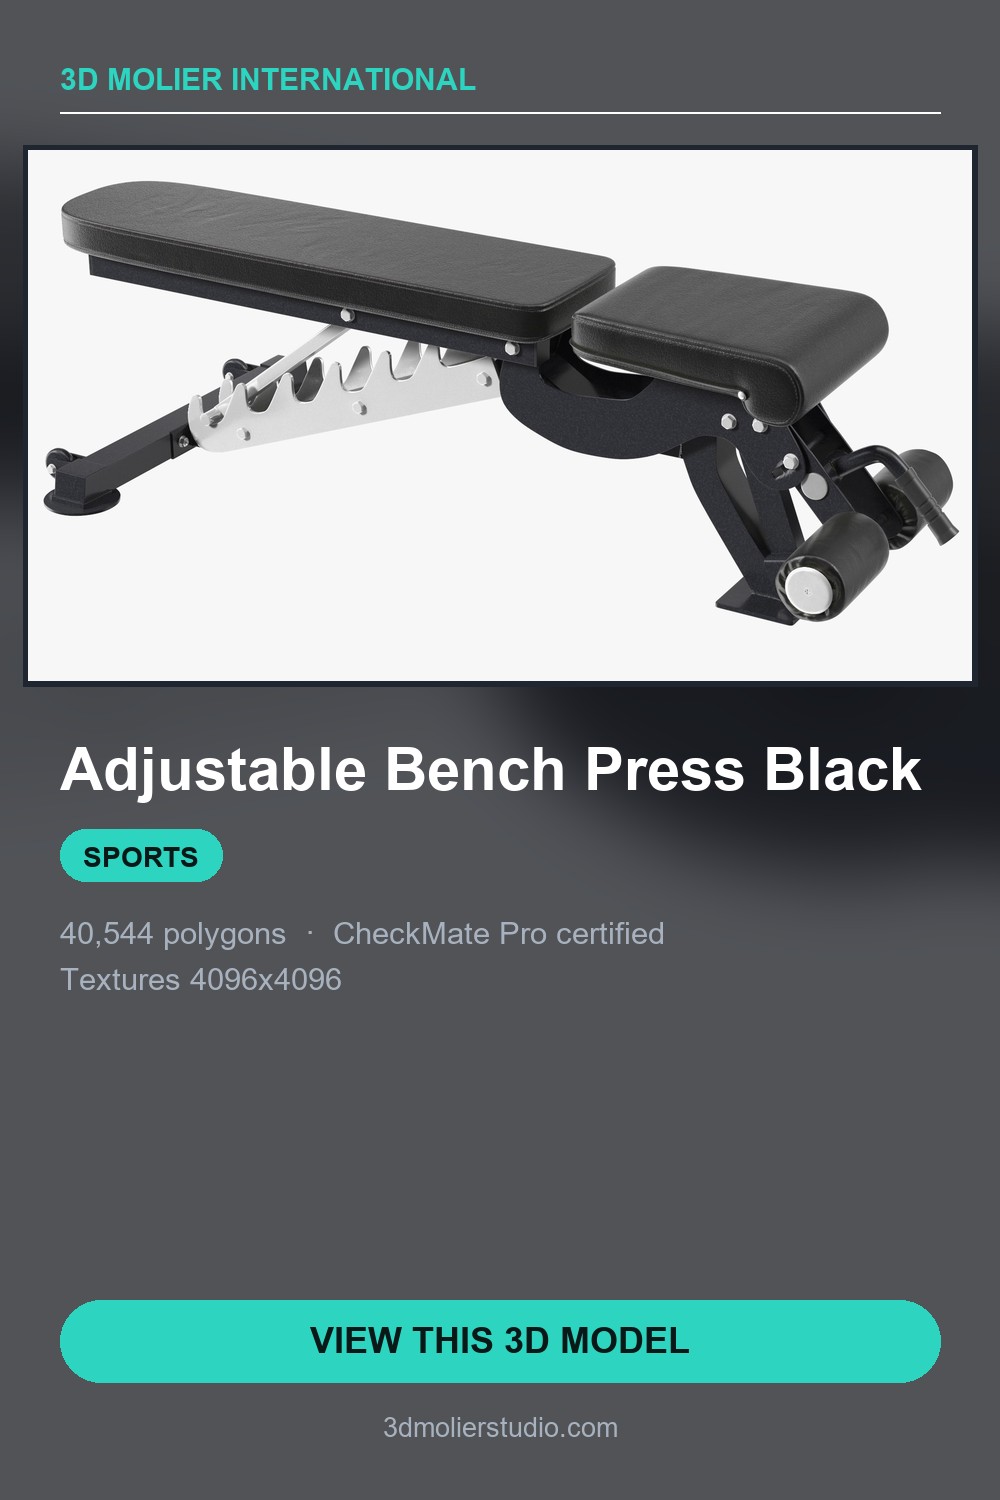 3D MOLIER INTERNATIONAL
Adjustable Bench Press Black
SPORTS
40,544 polygons · CheckMate Pro certified
Textures 4096x4096
VIEW THIS 3D MODEL
3dmolierstudio.com